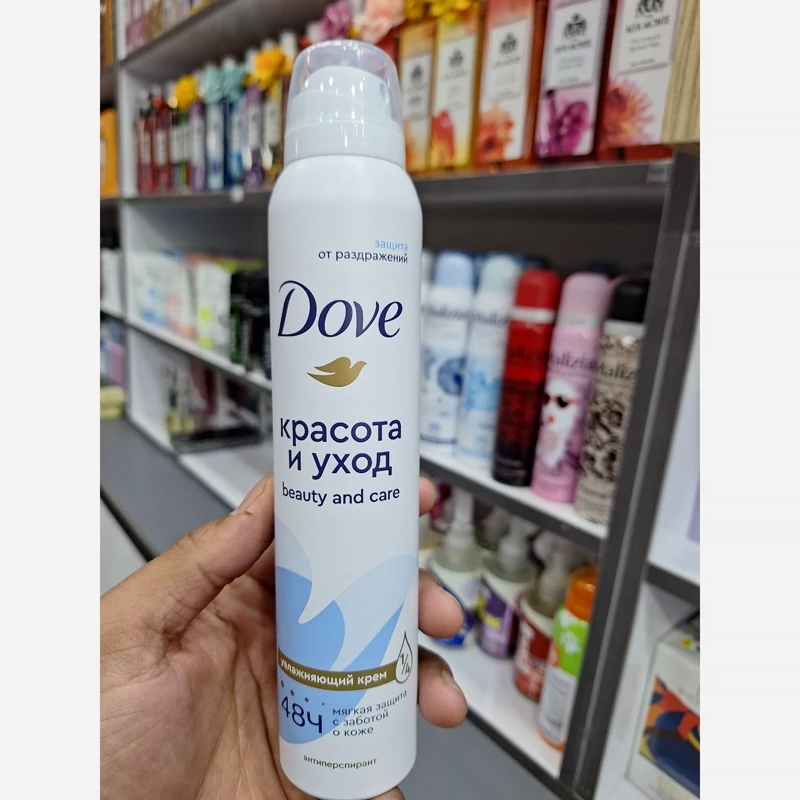 защита
от раздражений
Dove
красота
и уход
beauty and care
увлажняющий крем
1/4
48ч
мягкая защита
с заботой
о коже
антиперспирант
Malizia